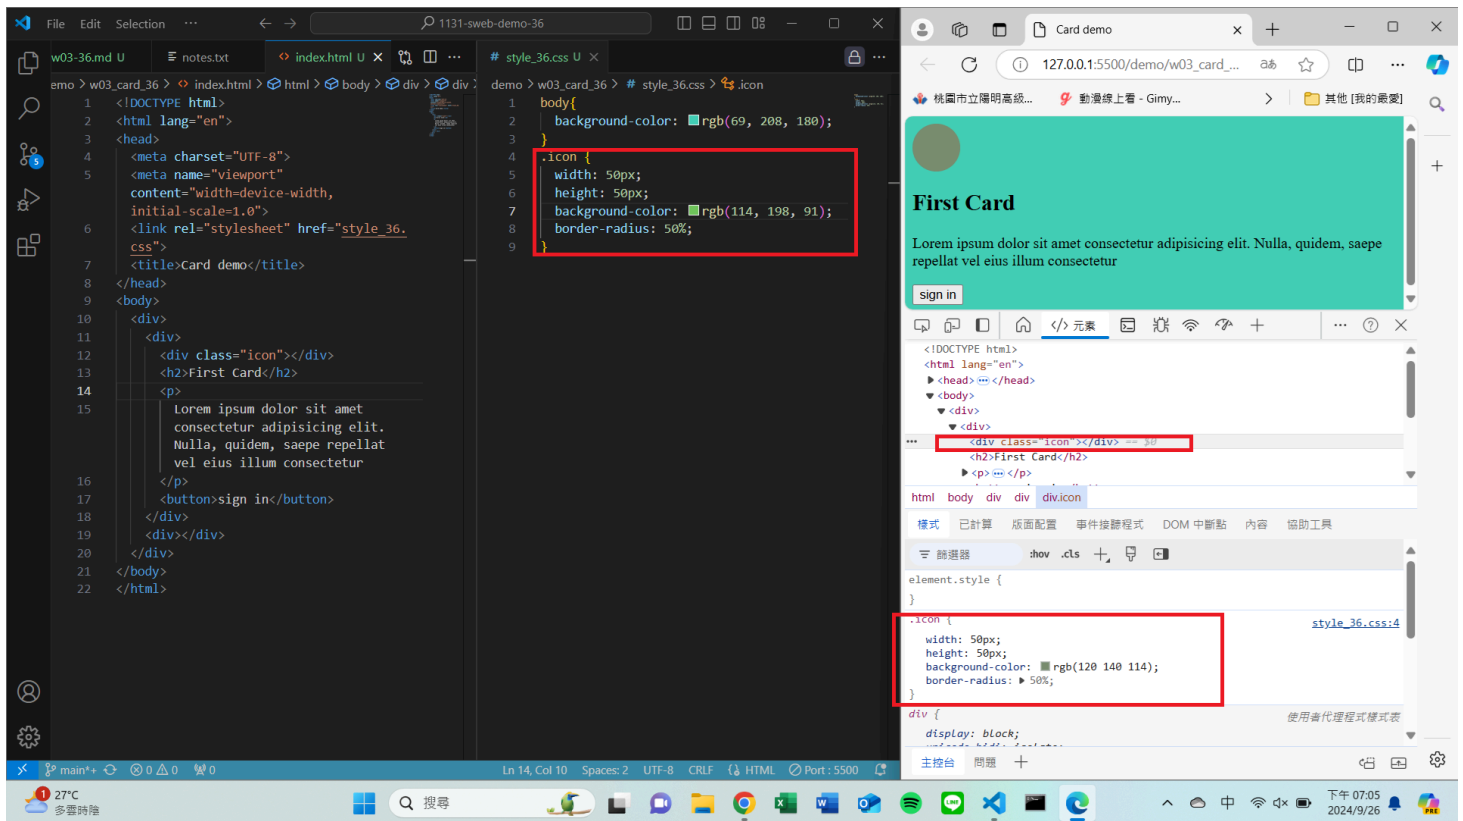 File Edit Selection ··· 1131-sweb-demo-36
w03-36.md U notes.txt index.html U
emo > w03_card_36 > index.html > html > body > div > div
1 <!DOCTYPE html>
2 <html lang="en">
3 <head>
4 <meta charset="UTF-8">
5 <meta name="viewport"
content="width=device-width,
initial-scale=1.0">
6 <link rel="stylesheet" href="style_36.
css">
7 <title>Card demo</title>
8 </head>
9 <body>
10 <div>
11 <div>
12 <div class="icon"></div>
13 <h2>First Card</h2>
14 <p>
15 Lorem ipsum dolor sit amet
consectetur adipisicing elit.
Nulla, quidem, saepe repellat
vel eius illum consectetur
16 </p>
17 <button>sign in</button>
18 </div>
19 <div></div>
20 </div>
21 </body>
22 </html>
# style_36.css U
demo > w03_card_36 > # style_36.css > .icon
1 body{
2 background-color: rgb(69, 208, 180);
3 }
4 .icon {
5 width: 50px;
6 height: 50px;
7 background-color: rgb(114, 198, 91);
8 border-radius: 50%;
9 }
5
main*+ 0 0 0 Ln 14, Col 10 Spaces: 2 UTF-8 CRLF HTML Port : 5500
Card demo
127.0.0.1:5500/demo/w03_card_... aあ
桃園市立陽明高級... 動漫線上看 - Gimy... 其他 [我的最愛]
First Card
Lorem ipsum dolor sit amet consectetur adipisicing elit. Nulla, quidem, saepe
repellat vel eius illum consectetur
sign in
</> 元素
<!DOCTYPE html>
<html lang="en">
<head> ··· </head>
<body>
<div>
<div>
··· <div class="icon"></div> == $0
<h2>First Card</h2>
<p> ··· </p>
html body div div div.icon
樣式 已計算 版面配置 事件接聽程式 DOM 中斷點 內容 協助工具
篩選器 :hov .cls
element.style {
}
.icon { style_36.css:4
width: 50px;
height: 50px;
background-color: rgb(120 140 114);
border-radius: 50%;
}
div { 使用者代理程式樣式表
display: block;
主控台 問題
1 27°C
多雲時陰
搜尋
LINE
中
下午 07:05
2024/9/26
PRE